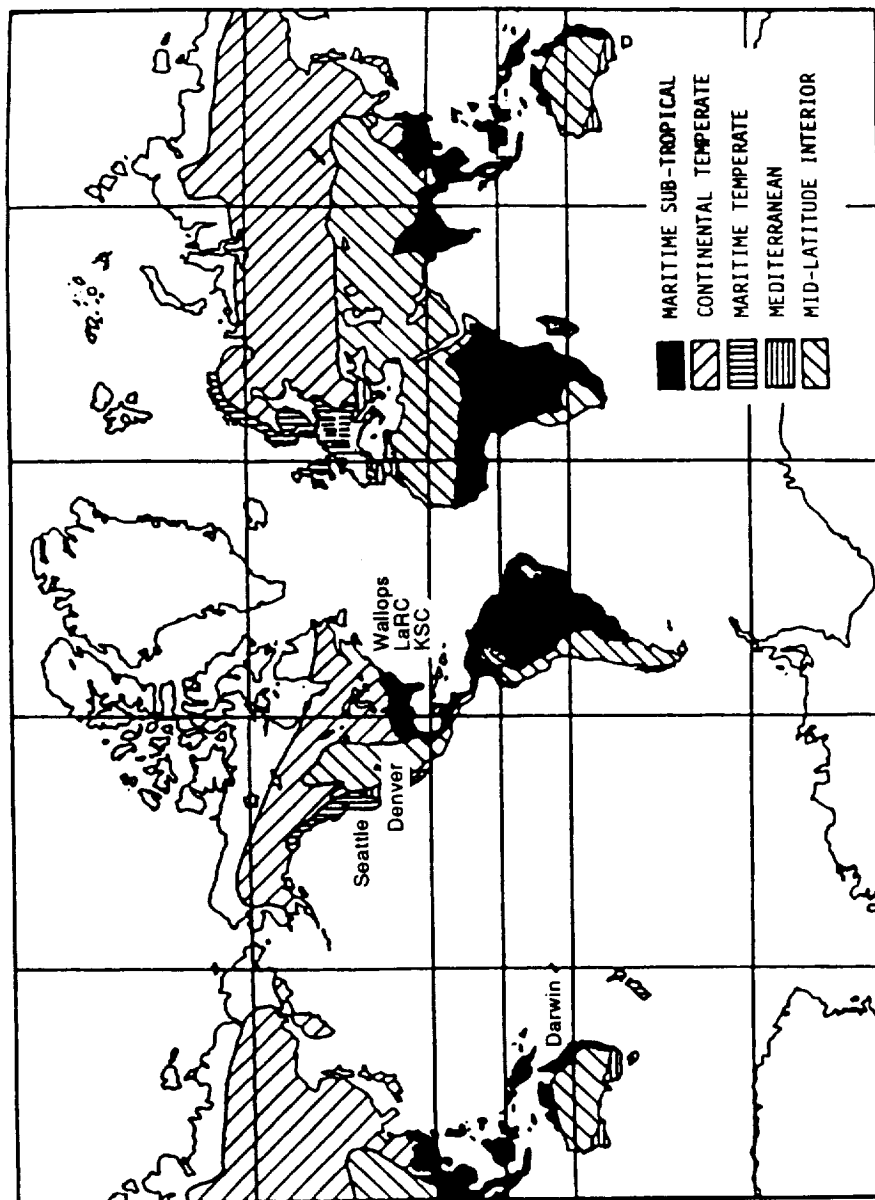 Wallops
LaRC
KSC
Seattle
Denver
Darwin
MARITIME SUB-TROPICAL
CONTINENTAL TEMPERATE
MARITIME TEMPERATE
MEDITERRANEAN
MID-LATITUDE INTERIOR